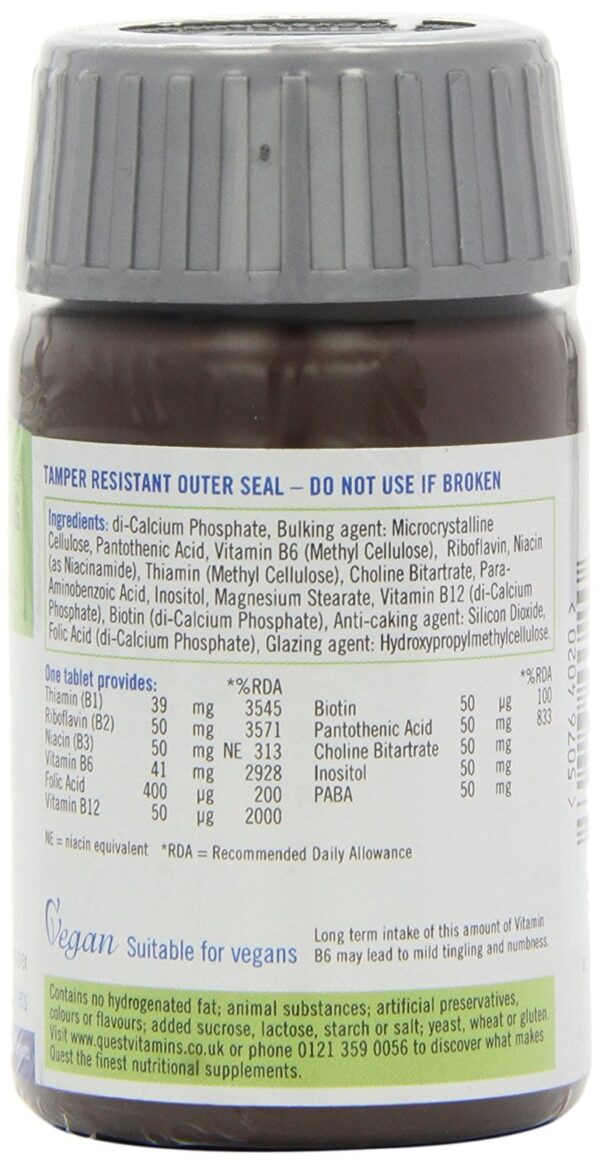 TAMPER RESISTANT OUTER SEAL – DO NOT USE IF BROKEN
Ingredients: di-Calcium Phosphate, Bulking agent: Microcrystalline
Cellulose, Pantothenic Acid, Vitamin B6 (Methyl Cellulose), Riboflavin, Niacin
(as Niacinamide), Thiamin (Methyl Cellulose), Choline Bitartrate, Para-
Aminobenzoic Acid, Inositol, Magnesium Stearate, Vitamin B12 (di-Calcium
Phosphate), Biotin (di-Calcium Phosphate), Anti-caking agent: Silicon Dioxide,
Folic Acid (di-Calcium Phosphate), Glazing agent: Hydroxypropylmethylcellulose.
One tablet provides: *%RDA
Thiamin (B1) 39 mg 3545
Riboflavin (B2) 50 mg 3571
Niacin (B3) 50 mg NE 313
Vitamin B6 41 mg 2928
Folic Acid 400 µg 200
Vitamin B12 50 µg 2000
*%RDA
Biotin 50 µg 100
Pantothenic Acid 50 mg 833
Choline Bitartrate 50 mg
Inositol 50 mg
PABA 50 mg
NE = niacin equivalent *RDA = Recommended Daily Allowance
Vegan Suitable for vegans
Long term intake of this amount of Vitamin
B6 may lead to mild tingling and numbness.
Contains no hydrogenated fat; animal substances; artificial preservatives,
colours or flavours; added sucrose, lactose, starch or salt; yeast, wheat or gluten.
Visit www.questvitamins.co.uk or phone 0121 359 0056 to discover what makes
Quest the finest nutritional supplements.
5076 4020 >